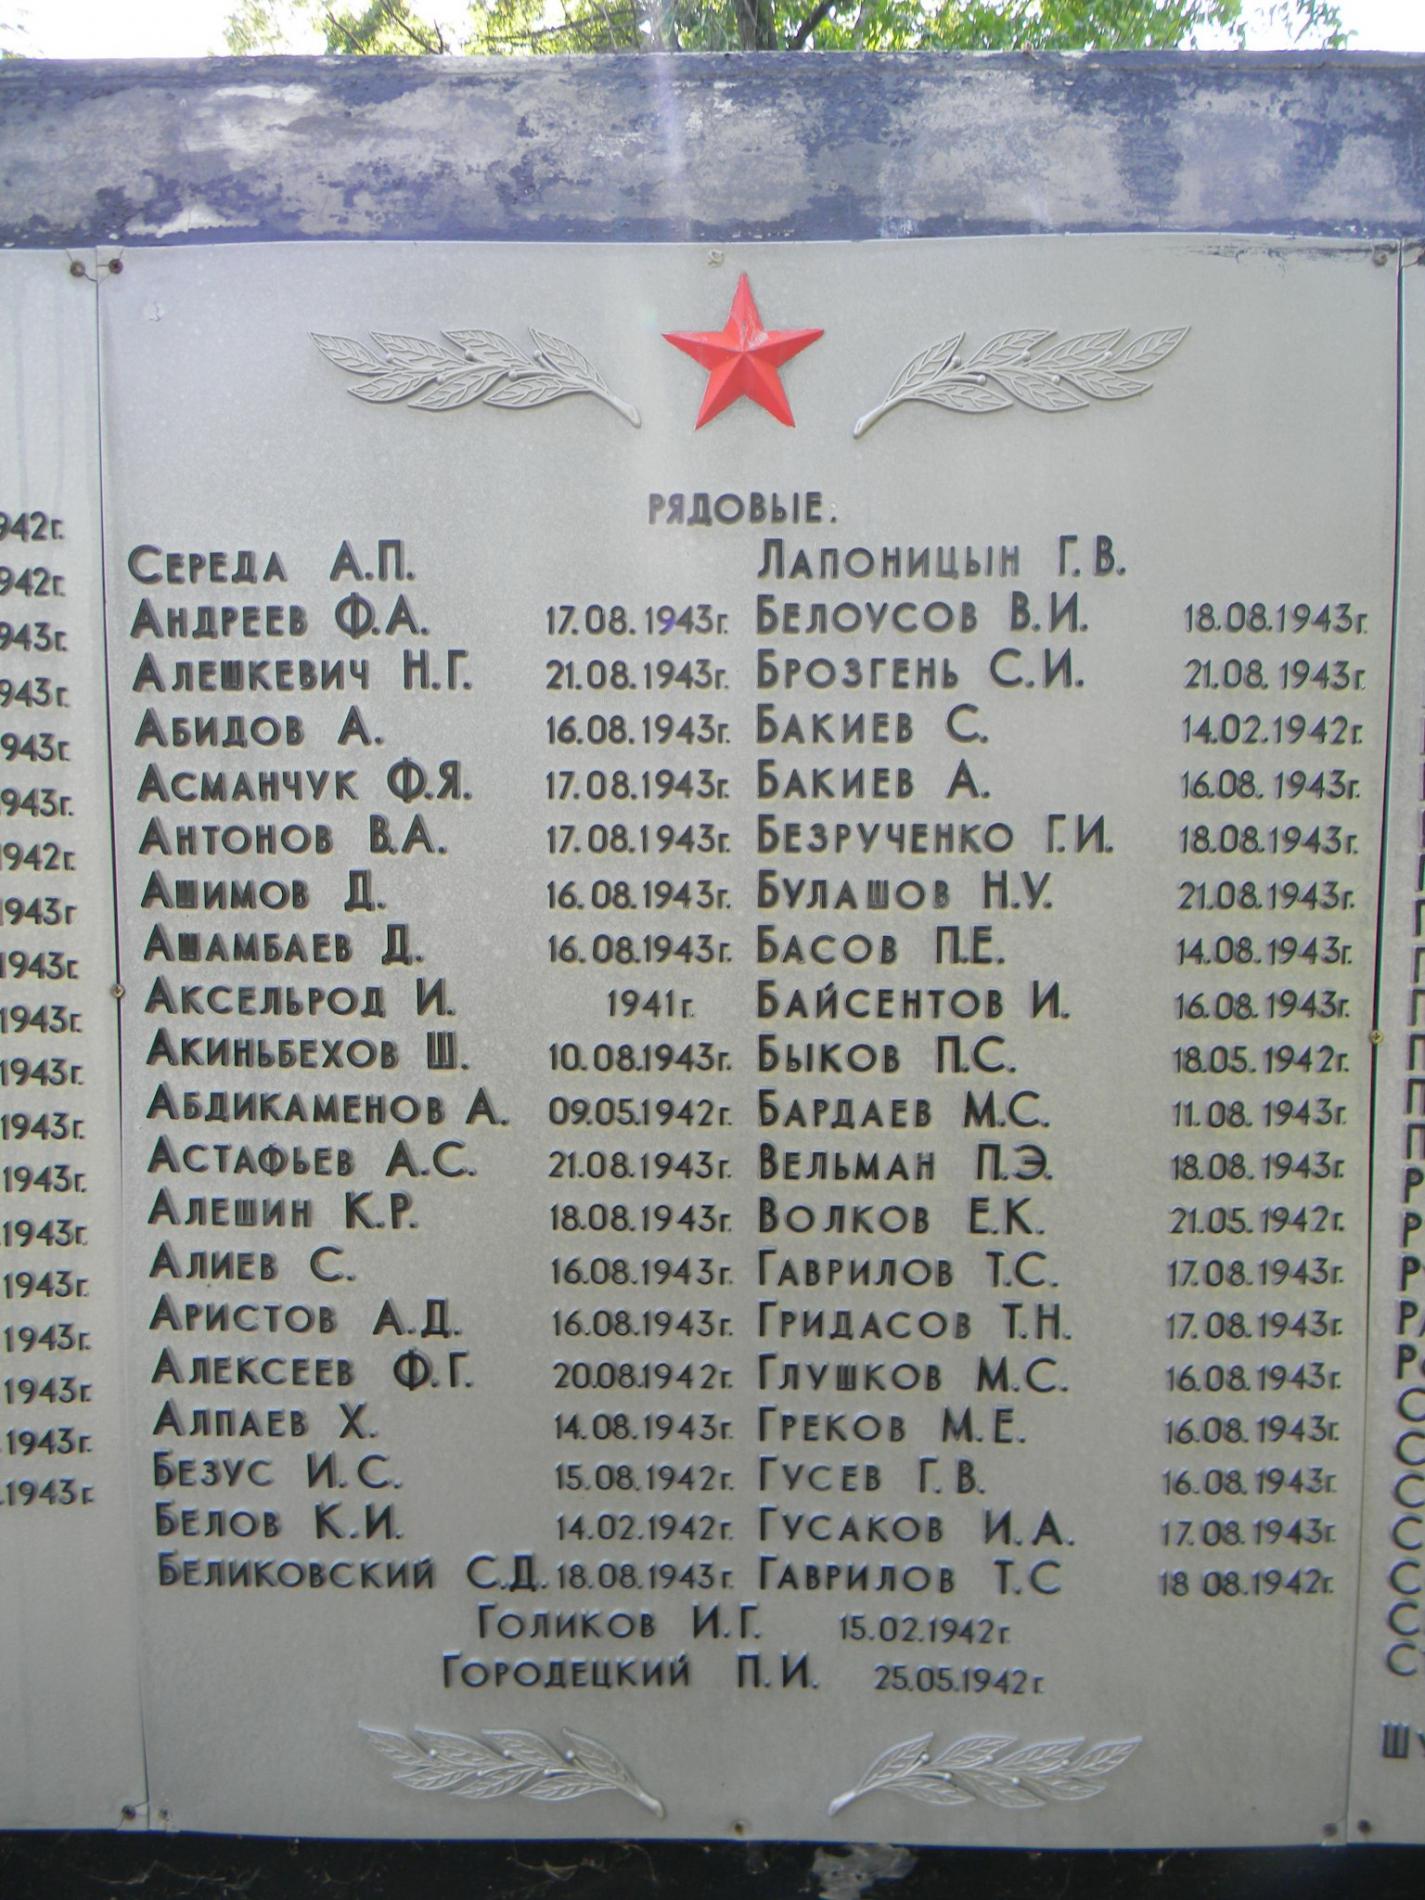 РЯДОВЫЕ.
СЕРЕДА А.П.
АНДРЕЕВ Ф.А. 17.08.1943г.
АЛЕШКЕВИЧ Н.Г. 21.08.1943г.
АБИДОВ А. 16.08.1943г.
АСМАНЧУК Ф.Я. 17.08.1943г.
АНТОНОВ В.А. 17.08.1943г.
АШИМОВ Д. 16.08.1943г.
АШАМБАЕВ Д. 16.08.1943г.
АКСЕЛЬРОД И. 1941г.
АКИНЬБЕХОВ Ш. 10.08.1943г.
АБДИКАМЕНОВ А. 09.05.1942г.
АСТАФЬЕВ А.С. 21.08.1943г.
АЛЕШИН К.Р. 18.08.1943г.
АЛИЕВ С. 16.08.1943г.
АРИСТОВ А.Д. 16.08.1943г.
АЛЕКСЕЕВ Ф.Г. 20.08.1942г.
АЛПАЕВ Х. 14.08.1943г.
БЕЗУС И.С. 15.08.1942г.
БЕЛОВ К.И. 14.02.1942г.
БЕЛИКОВСКИЙ С.Д. 18.08.1943г.
ЛАПОНИЦЫН Г.В.
БЕЛОУСОВ В.И. 18.08.1943г.
БРОЗГЕНЬ С.И. 21.08.1943г.
БАКИЕВ С. 14.02.1942г.
БАКИЕВ А. 16.08.1943г.
БЕЗРУЧЕНКО Г.И. 18.08.1943г.
БУЛАШОВ Н.У. 21.08.1943г.
БАСОВ П.Е. 14.08.1943г.
БАЙСЕНТОВ И. 16.08.1943г.
БЫКОВ П.С. 18.05.1942г.
БАРДАЕВ М.С. 11.08.1943г.
ВЕЛЬМАН П.Э. 18.08.1943г.
ВОЛКОВ Е.К. 21.05.1942г.
ГАВРИЛОВ Т.С. 17.08.1943г.
ГРИДАСОВ Т.Н. 17.08.1943г.
ГЛУШКОВ М.С. 16.08.1943г.
ГРЕКОВ М.Е. 16.08.1943г.
ГУСЕВ Г.В. 16.08.1943г.
ГУСАКОВ И.А. 17.08.1943г.
ГАВРИЛОВ Т.С 18 08.1942г.
ГОЛИКОВ И.Г. 15.02.1942г.
ГОРОДЕЦКИЙ П.И. 25.05.1942г.